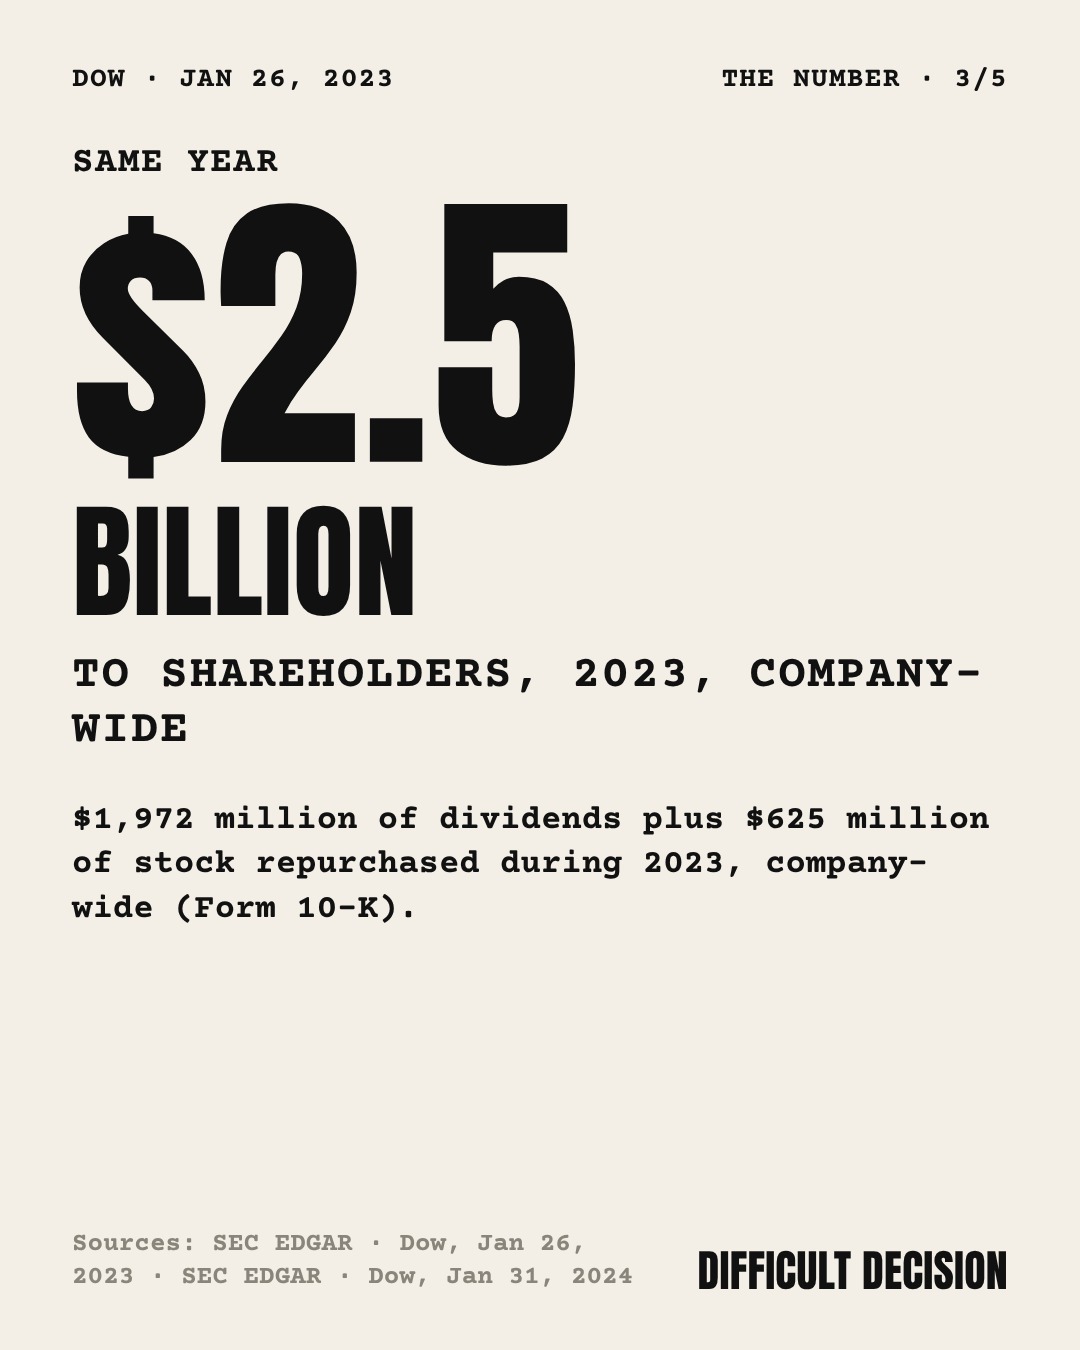 DOW · JAN 26, 2023
THE NUMBER · 3/5
SAME YEAR
$2.5
BILLION
TO SHAREHOLDERS, 2023, COMPANY-
WIDE
$1,972 million of dividends plus $625 million
of stock repurchased during 2023, company-
wide (Form 10-K).
Sources: SEC EDGAR · Dow, Jan 26,
2023 · SEC EDGAR · Dow, Jan 31, 2024
DIFFICULT DECISION